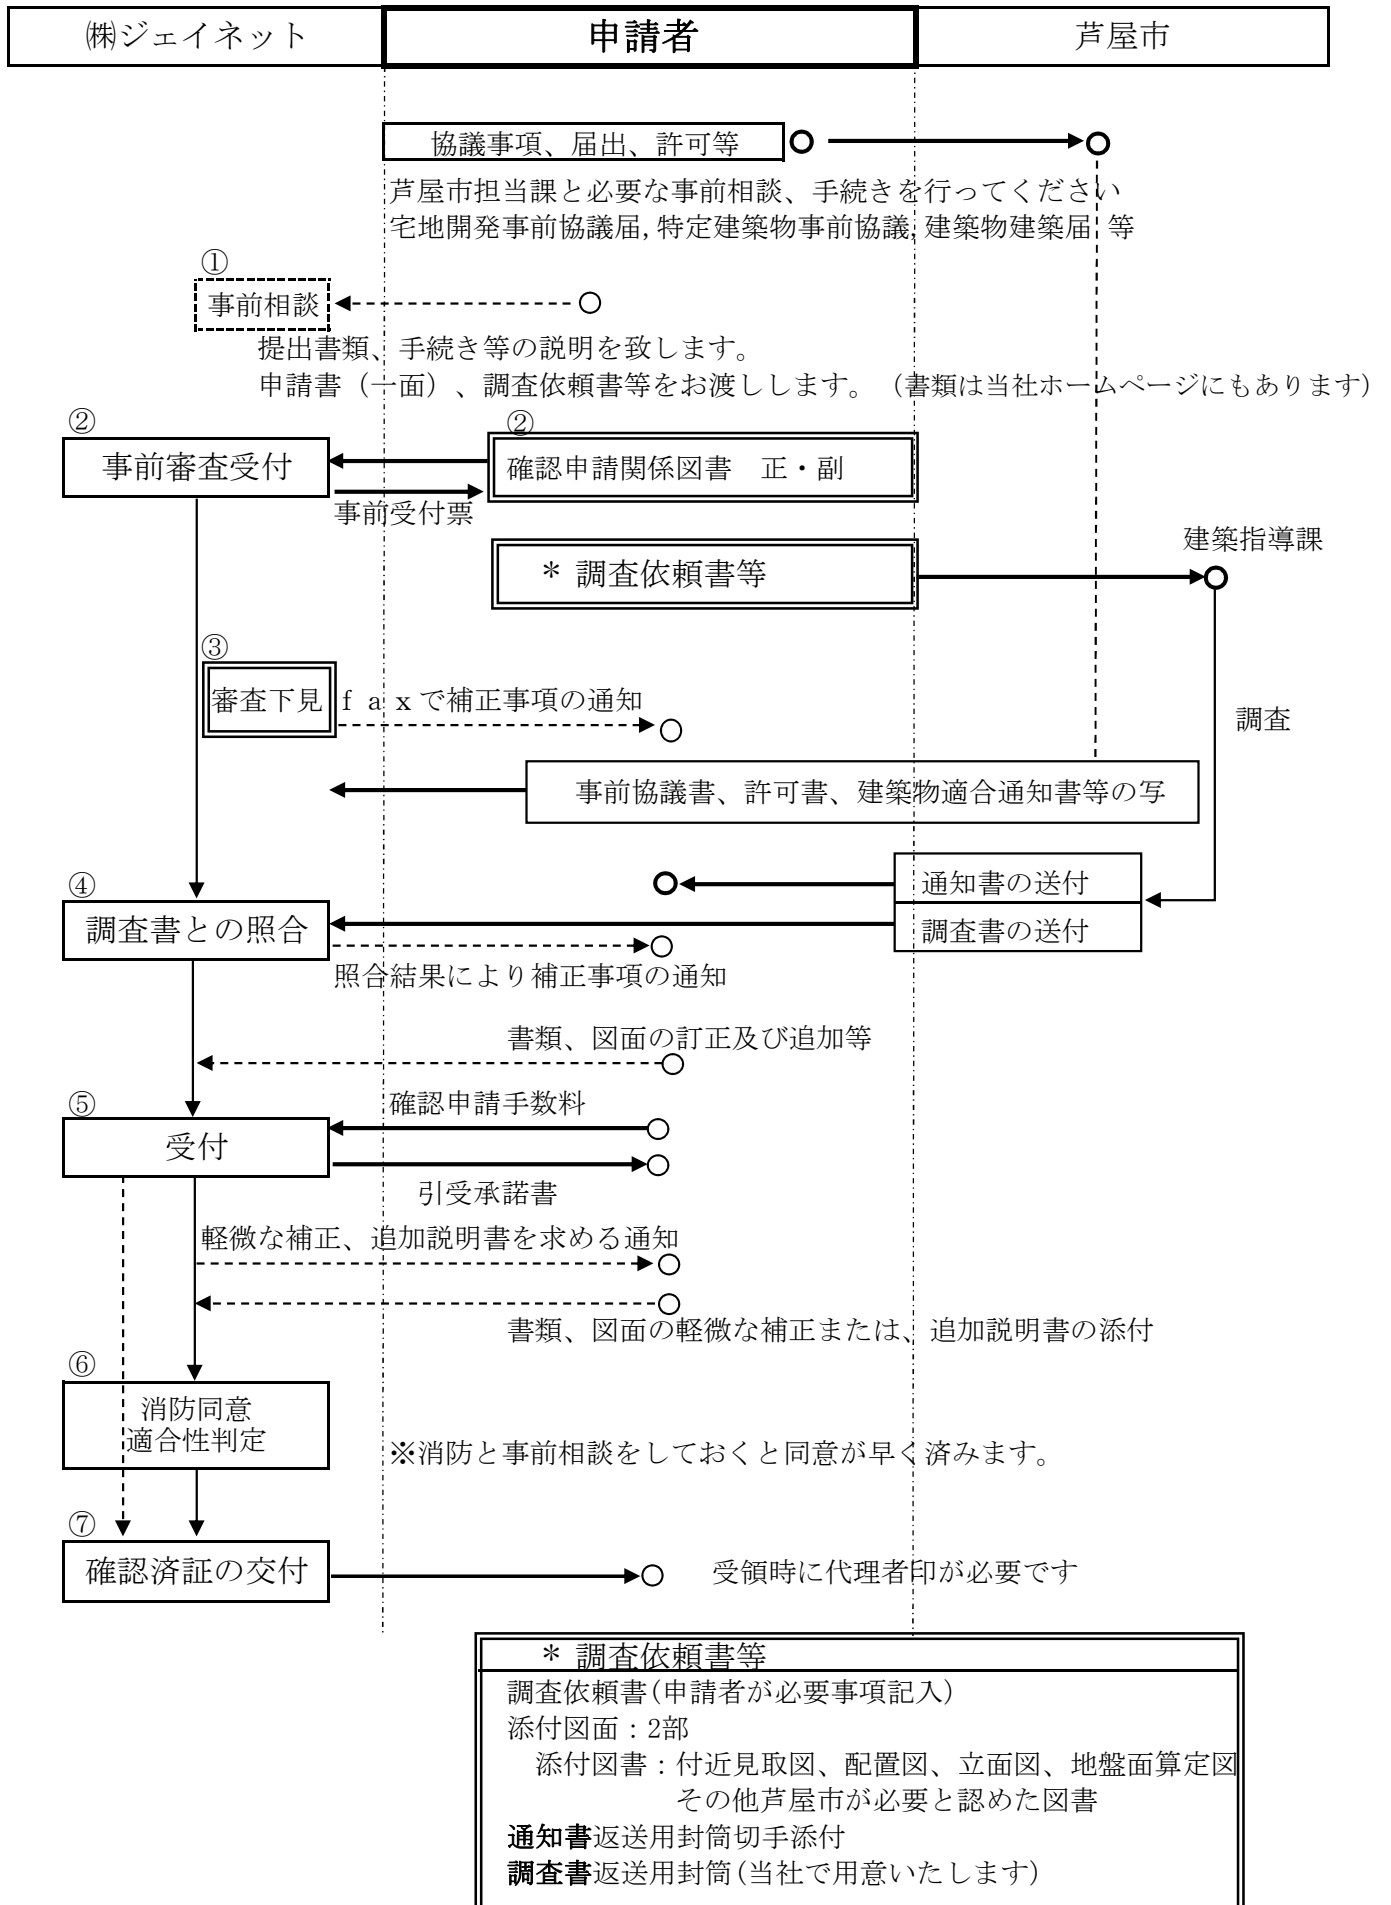 ㈱ジェイネット 申請者 芦屋市
協議事項、届出、許可等
芦屋市担当課と必要な事前相談、手続きを行ってください
宅地開発事前協議届,特定建築物事前協議,建築物建築届 等
①
事前相談
提出書類、手続き等の説明を致します。
申請書（一面）、調査依頼書等をお渡しします。（書類は当社ホームページにもあります）
② ②
事前審査受付 確認申請関係図書　正・副
事前受付票
建築指導課
＊ 調査依頼書等
③
審査下見 ｆａｘで補正事項の通知
調査
事前協議書、許可書、建築物適合通知書等の写
④
通知書の送付
調査書との照合 調査書の送付
照合結果により補正事項の通知
書類、図面の訂正及び追加等
⑤
確認申請手数料
受付
引受承諾書
軽微な補正、追加説明書を求める通知
書類、図面の軽微な補正または、追加説明書の添付
⑥
消防同意
適合性判定
※消防と事前相談をしておくと同意が早く済みます。
⑦
確認済証の交付 受領時に代理者印が必要です
＊ 調査依頼書等
調査依頼書(申請者が必要事項記入)
添付図面：2部
添付図書：付近見取図、配置図、立面図、地盤面算定図
その他芦屋市が必要と認めた図書
通知書返送用封筒切手添付
調査書返送用封筒(当社で用意いたします)